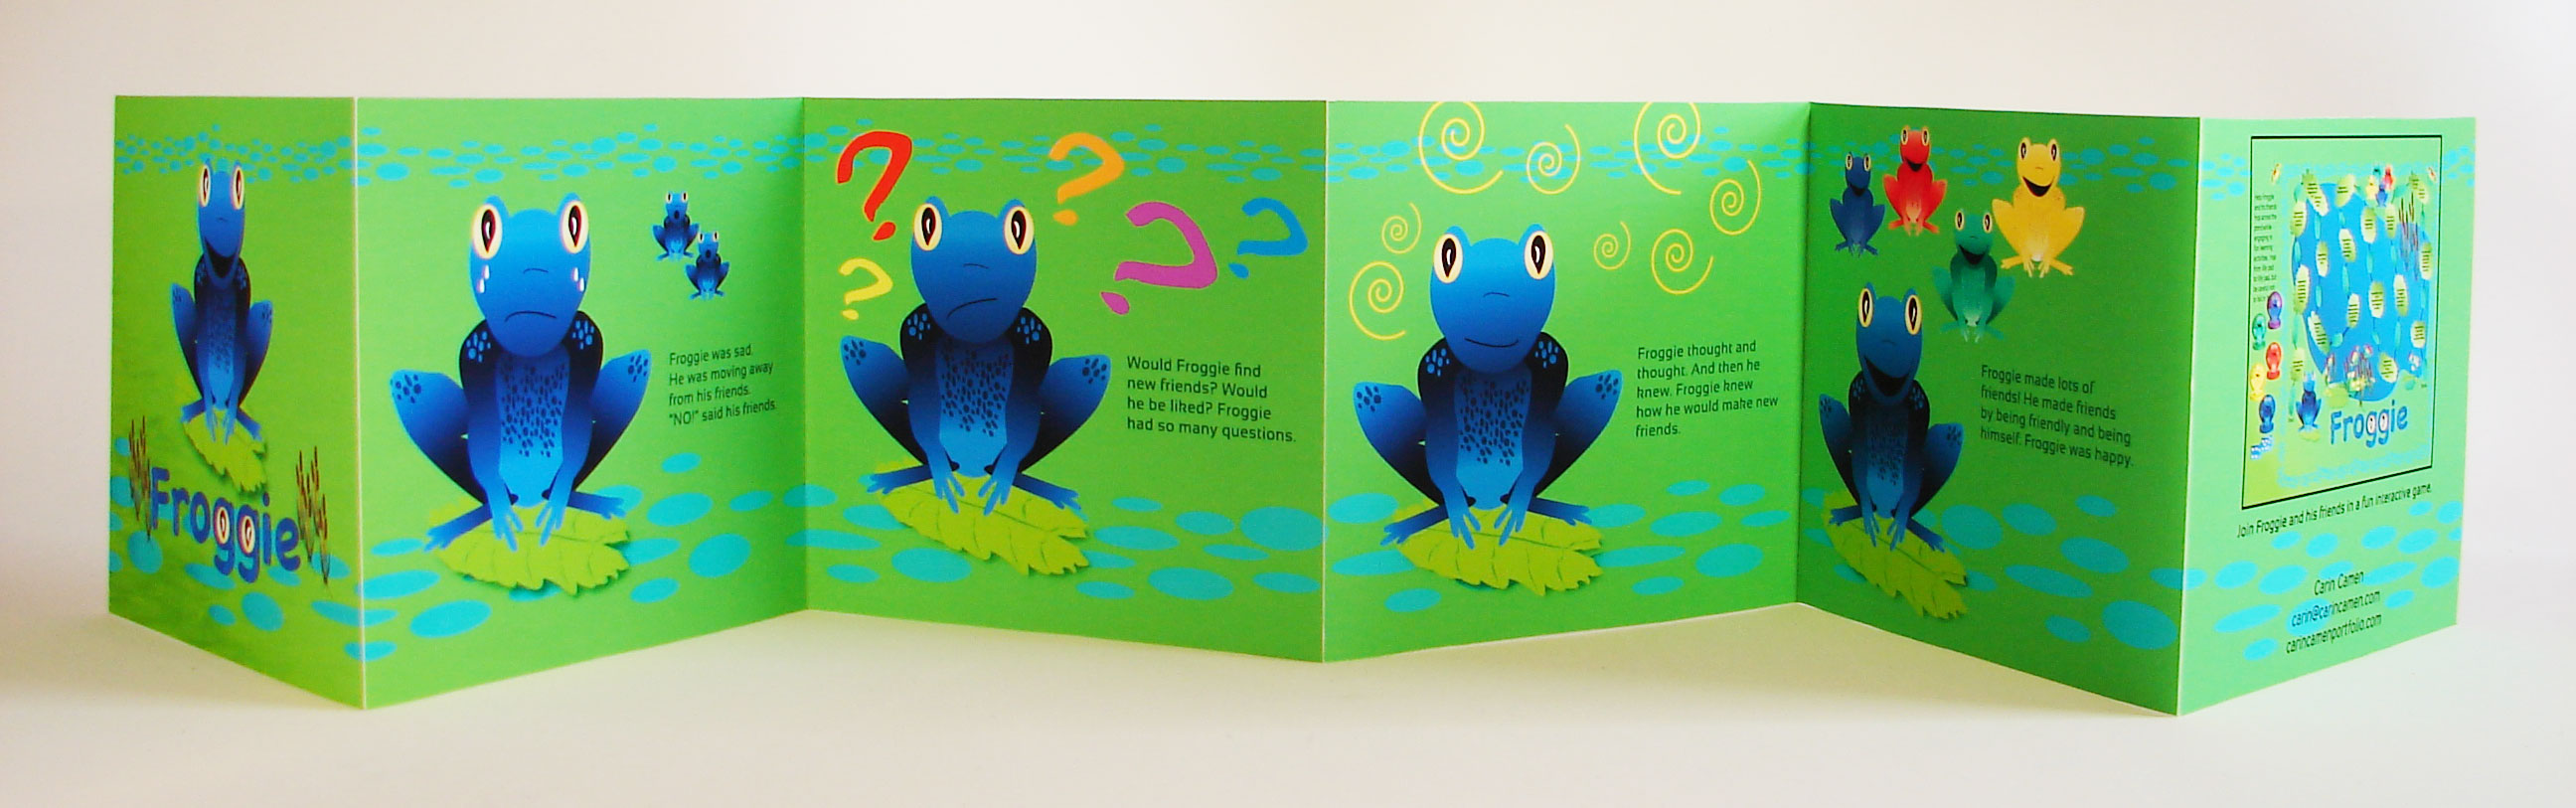 Froggie
Froggie was sad.
He was moving away
from his friends.
"NO!" said his friends.
Would Froggie find
new friends? Would
he be liked? Froggie
had so many questions.
Froggie thought and
thought. And then he
knew. Froggie knew
how he would make new
friends.
Froggie made lots of
friends! He made friends
by being friendly and being
himself. Froggie was happy.
Froggie
Join Froggie and his friends in a fun interactive game.
Carin Camen
carin@carincamen.com
carincamenportfolio.com